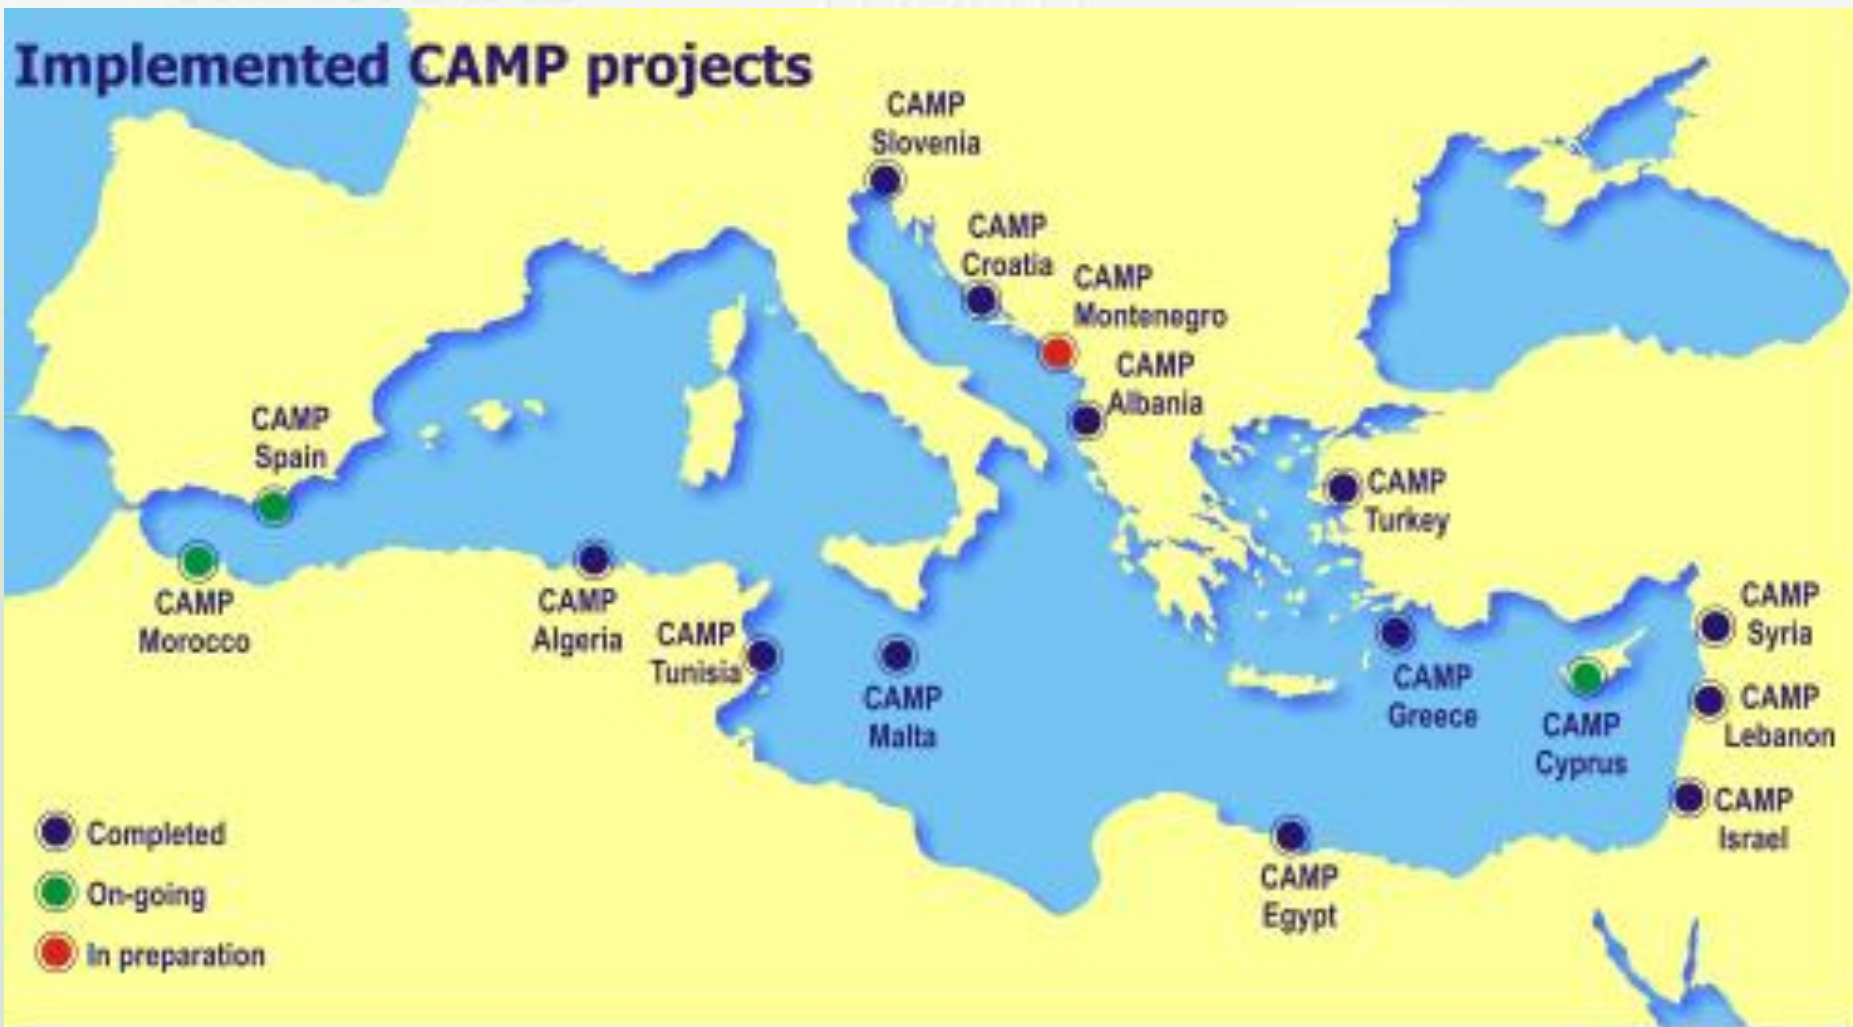 Implemented CAMP projects
CAMP
Slovenia
CAMP
Croatia
CAMP
Montenegro
CAMP
Albania
CAMP
Spain
CAMP
Turkey
CAMP
Morocco
CAMP
Algeria
CAMP
Tunisia
CAMP
Malta
CAMP
Greece
CAMP
Cyprus
CAMP
Syria
CAMP
Lebanon
CAMP
Israel
CAMP
Egypt
Completed
On-going
In preparation